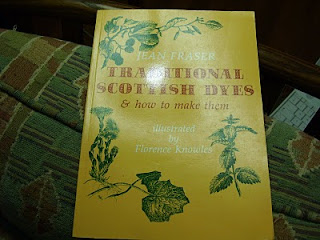 JEAN FRASER
TRADITIONAL
SCOTTISH DYES
& how to make them
illustrated
by
Florence Knowles